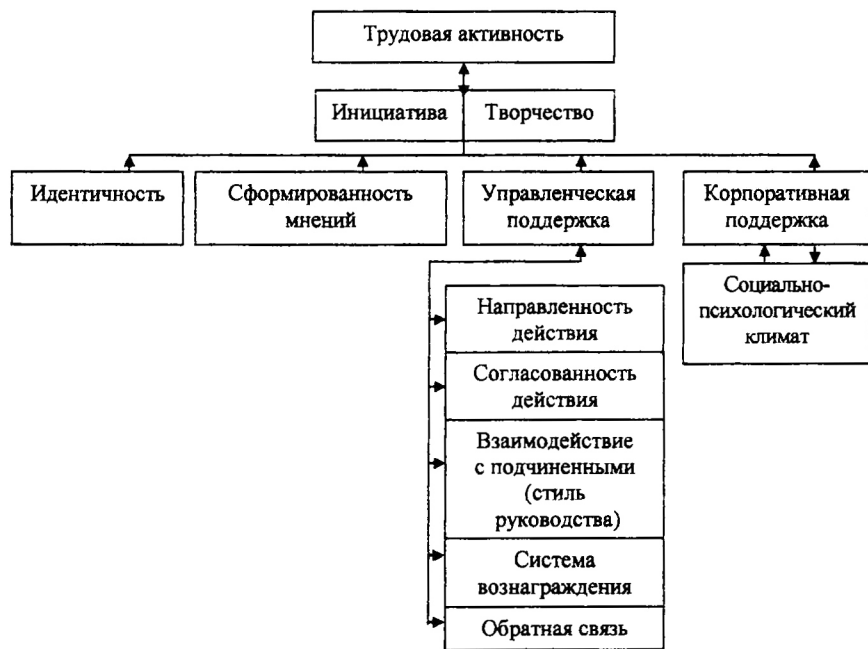 Трудовая активность
Инициатива Творчество
Идентичность
Сформированность
мнений
Управленческая
поддержка
Корпоративная
поддержка
Социально-
психологический
климат
Направленность
действия
Согласованность
действия
Взаимодействие
с подчиненными
(стиль
руководства)
Система
вознаграждения
Обратная связь